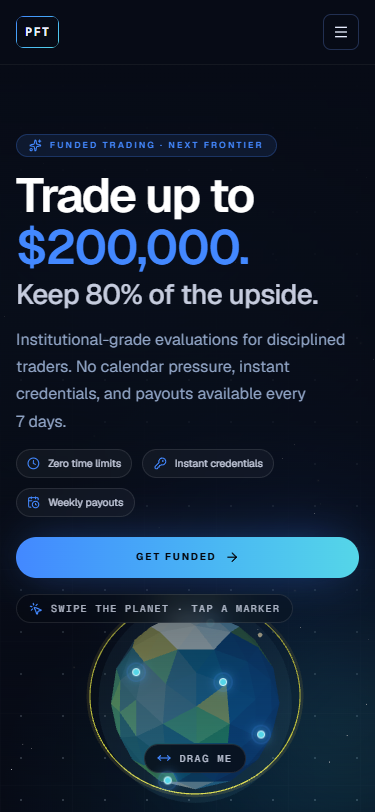 PFT
FUNDED TRADING · NEXT FRONTIER
Trade up to
$200,000.
Keep 80% of the upside.
Institutional-grade evaluations for disciplined
traders. No calendar pressure, instant
credentials, and payouts available every
7 days.
Zero time limits
Instant credentials
Weekly payouts
GET FUNDED
SWIPE THE PLANET · TAP A MARKER
DRAG ME